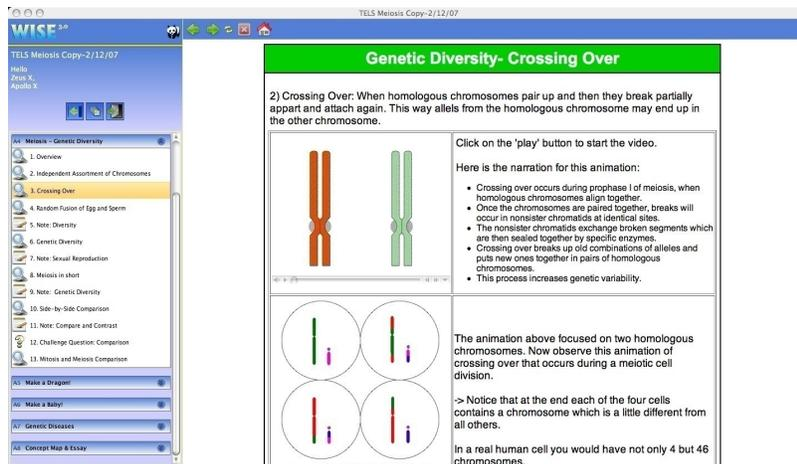 TELS Meiosis Copy-2/12/07
WISE 3.0
TELS Meiosis Copy-2/12/07
Hello
Zeus X,
Apollo X
A4 Meiosis - Genetic Diversity
1. Overview
2. Independent Assortment of Chromosomes
3. Crossing Over
4. Random Fusion of Egg and Sperm
5. Note: Diversity
6. Genetic Diversity
7. Note: Sexual Reproduction
8. Meiosis in short
9. Note: Genetic Diversity
10. Side-by-Side Comparison
11. Note: Compare and Contrast
12. Challenge Question: Comparison
13. Mitosis and Meiosis Comparison
A5 Make a Dragon!
A6 Make a Baby!
A7 Genetic Diseases
A8 Concept Map & Essay
Genetic Diversity- Crossing Over
2) Crossing Over: When homologous chromosomes pair up and then they break partially
appart and attach again. This way allels from the homologous chromosome may end up in
the other chromosome.
Click on the 'play' button to start the video.
Here is the narration for this animation:
• Crossing over occurs during prophase I of meiosis, when
homologous chromosomes align together.
• Once the chromosomes are paired together, breaks will
occur in nonsister chromatids at identical sites.
• The nonsister chromatids exchange broken segments which
are then sealed together by specific enzymes.
• Crossing over breaks up old combinations of alleles and
puts new ones together in pairs of homologous
chromosomes.
• This process increases genetic variability.
The animation above focused on two homologous
chromosomes. Now observe this animation of
crossing over that occurs during a meiotic cell
division.
-> Notice that at the end each of the four cells
contains a chromosome which is a little different from
all others.
In a real human cell you would have not only 4 but 46
chromosomes.